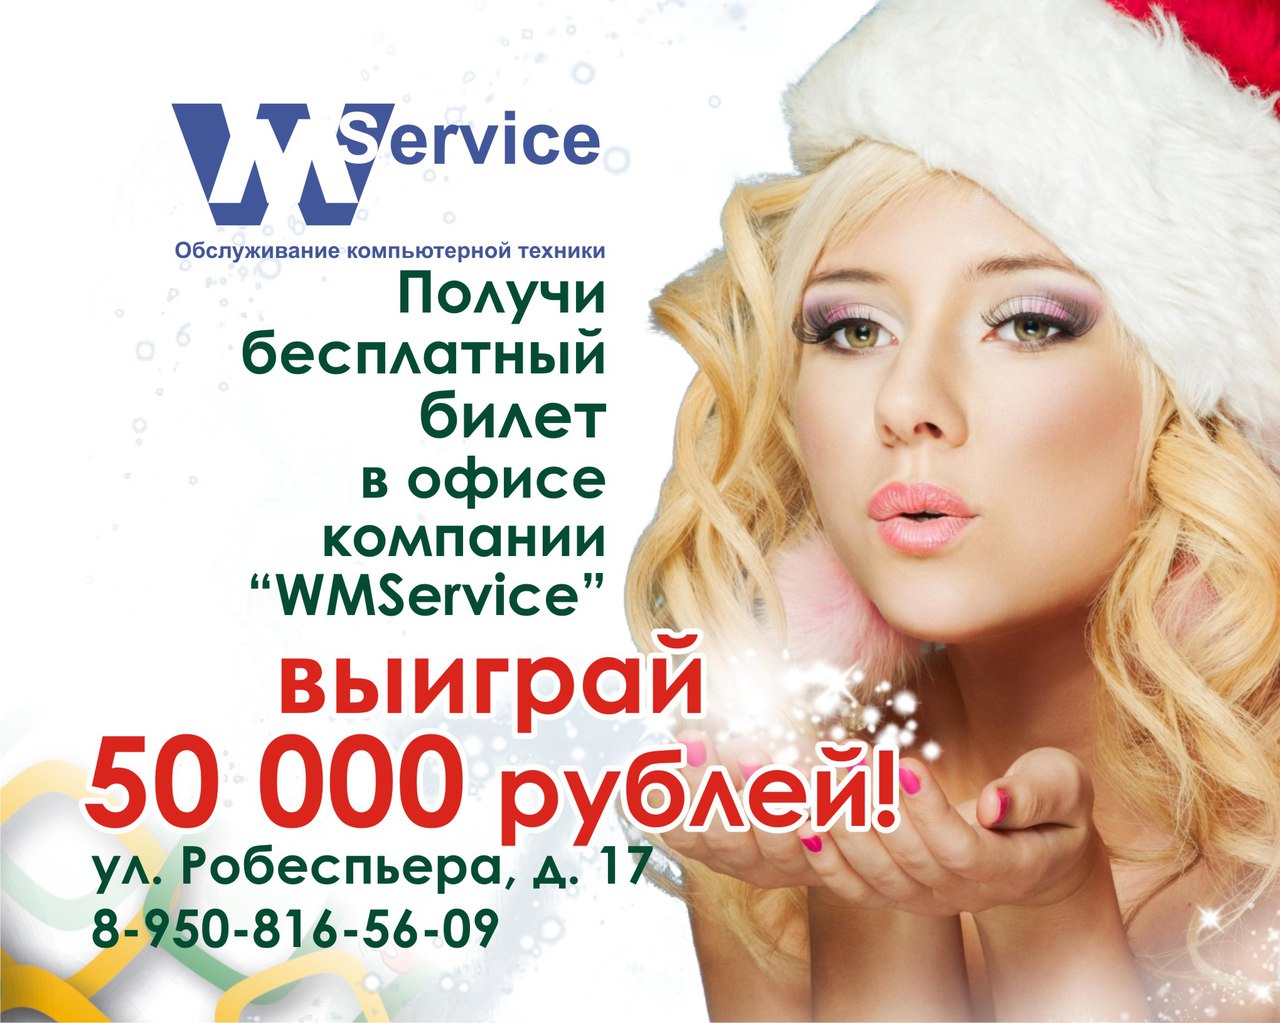 WMService
Обслуживание компьютерной техники
Получи
бесплатный
билет
в офисе
компании
“WMService”
выиграй
50 000 рублей!
ул. Робеспьера, д. 17
8-950-816-56-09